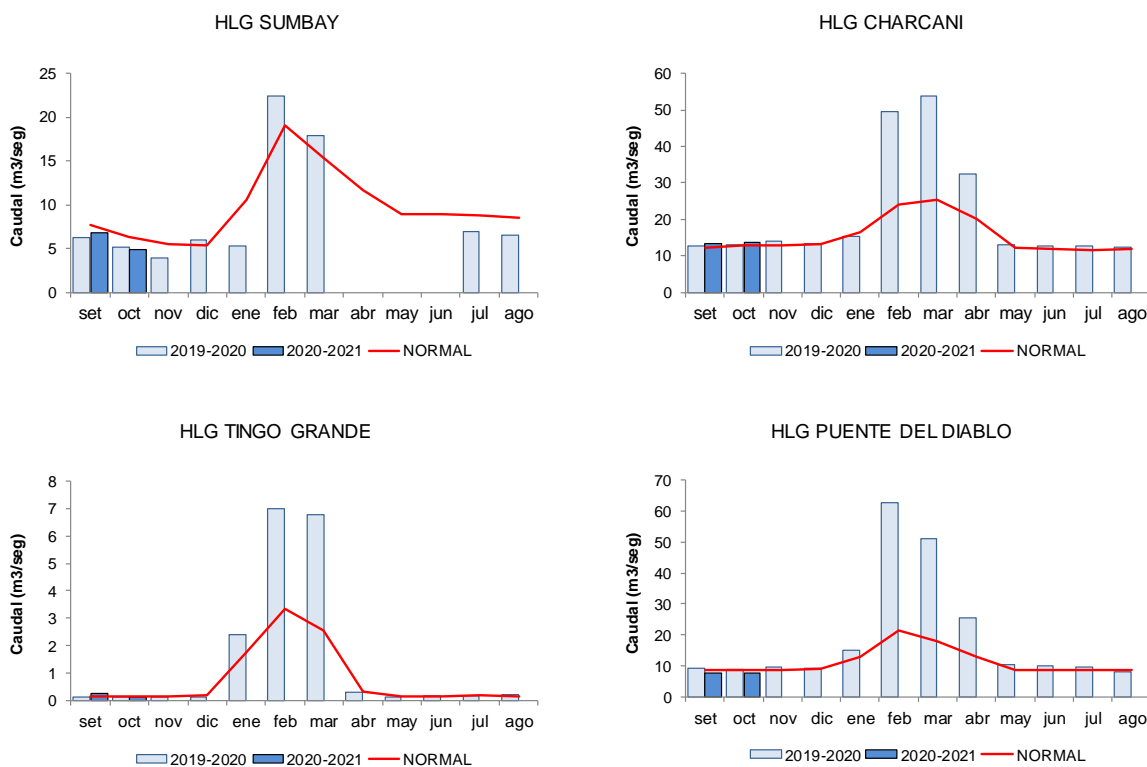 HLG SUMBAY
25
20
15
10
5
0
Caudal (m3/seg)
set oct nov dic ene feb mar abr may jun jul ago
2019-2020 2020-2021 NORMAL
HLG CHARCANI
60
50
40
30
20
10
0
Caudal (m3/seg)
set oct nov dic ene feb mar abr may jun jul ago
2019-2020 2020-2021 NORMAL
HLG TINGO GRANDE
8
7
6
5
4
3
2
1
0
Caudal (m3/seg)
set oct nov dic ene feb mar abr may jun jul ago
2019-2020 2020-2021 NORMAL
HLG PUENTE DEL DIABLO
70
60
50
40
30
20
10
0
Caudal (m3/seg)
set oct nov dic ene feb mar abr may jun jul ago
2019-2020 2020-2021 NORMAL